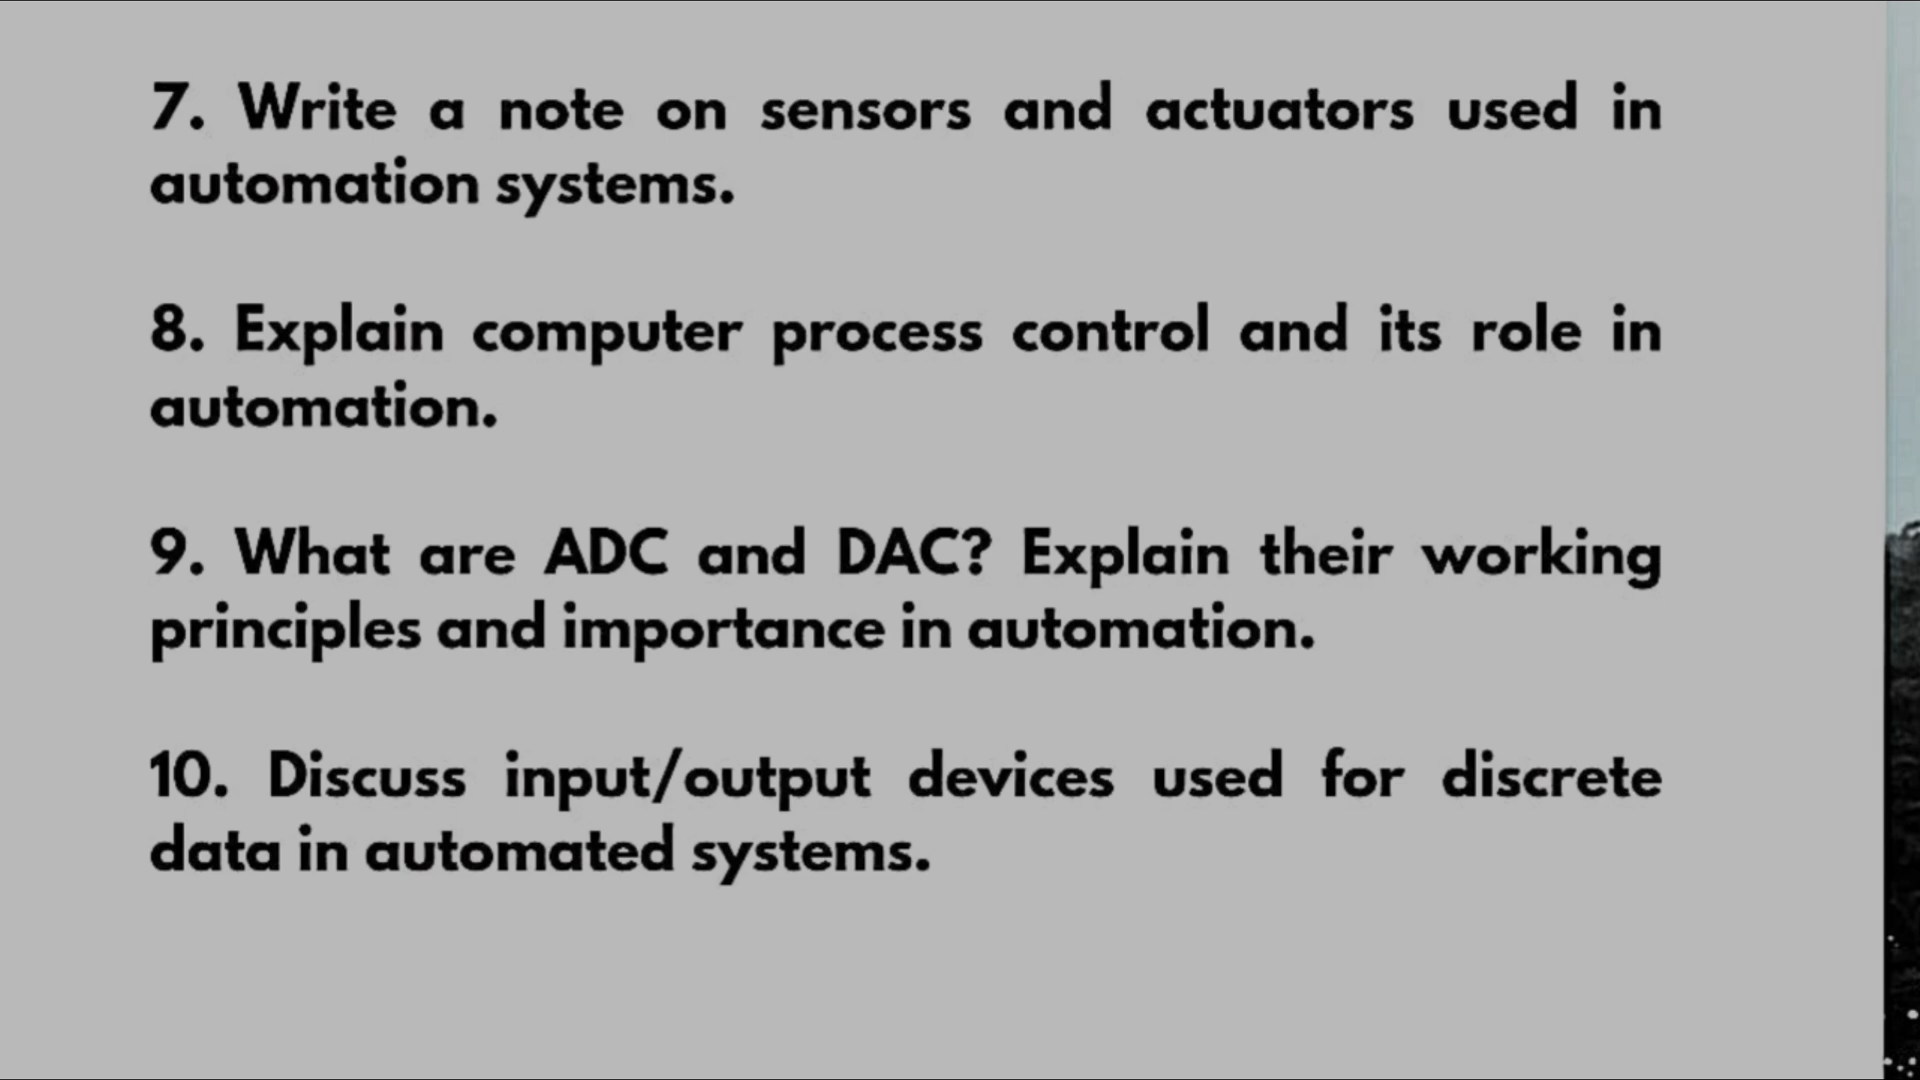 7. Write a note on sensors and actuators used in
automation systems.
8. Explain computer process control and its role in
automation.
9. What are ADC and DAC? Explain their working
principles and importance in automation.
10. Discuss input/output devices used for discrete
data in automated systems.